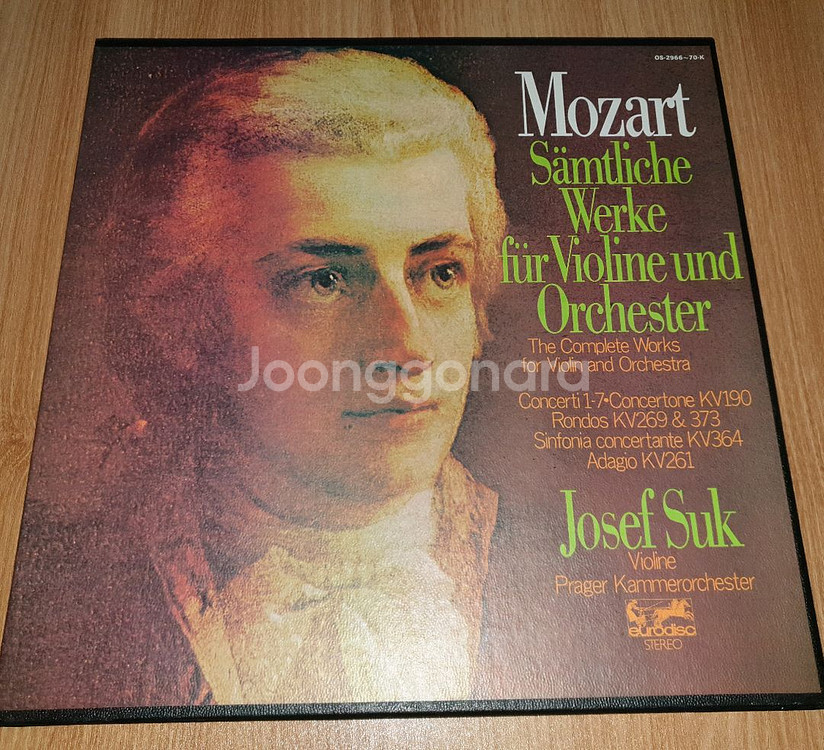 OS-2966~70-K
Mozart
Sämtliche
Werke
für Violine und
Orchester
The Complete Works
for Violin and Orchestra
Joonggonara
Concerti 1-7•Concertone KV190
Rondos KV269 & 373
Sinfonia concertante KV364
Adagio KV261
Josef Suk
Violine
Prager Kammerorchester
eurodisc
STEREO